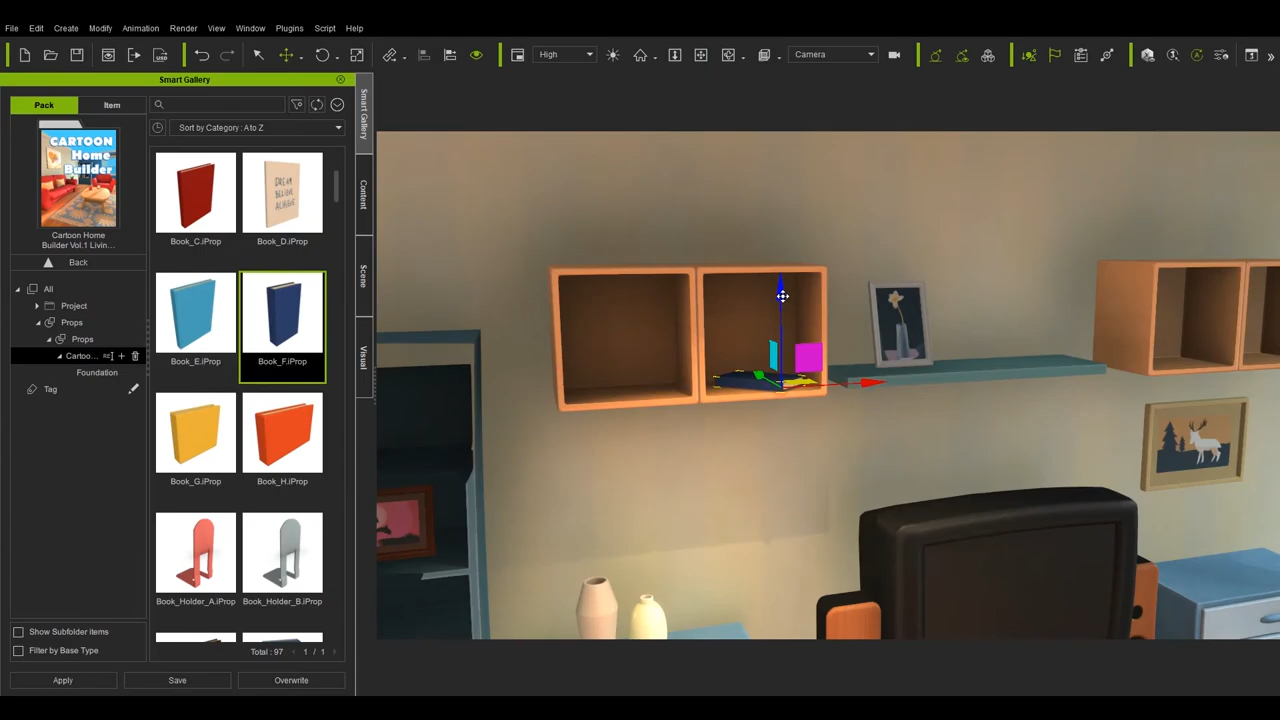 File Edit Create Modify Animation Render View Window Plugins Script Help
High Camera
Smart Gallery
Pack Item
CARTOON
Home
Builder
Cartoon Home
Builder Vol.1 Livin...
Back
All
Project
Props
Props
Cartoo...
Foundation
Tag
Show Subfolder items
Filter by Base Type
Sort by Category : A to Z
Book_C.iProp
DREAM
BELIEVE
ACHIEVE
Book_D.iProp
Book_E.iProp Book_F.iProp
Book_G.iProp Book_H.iProp
Book_Holder_A.iProp Book_Holder_B.iProp
Total : 97 1 / 1
Apply Save Overwrite
Smart Gallery
Content
Scene
Visual